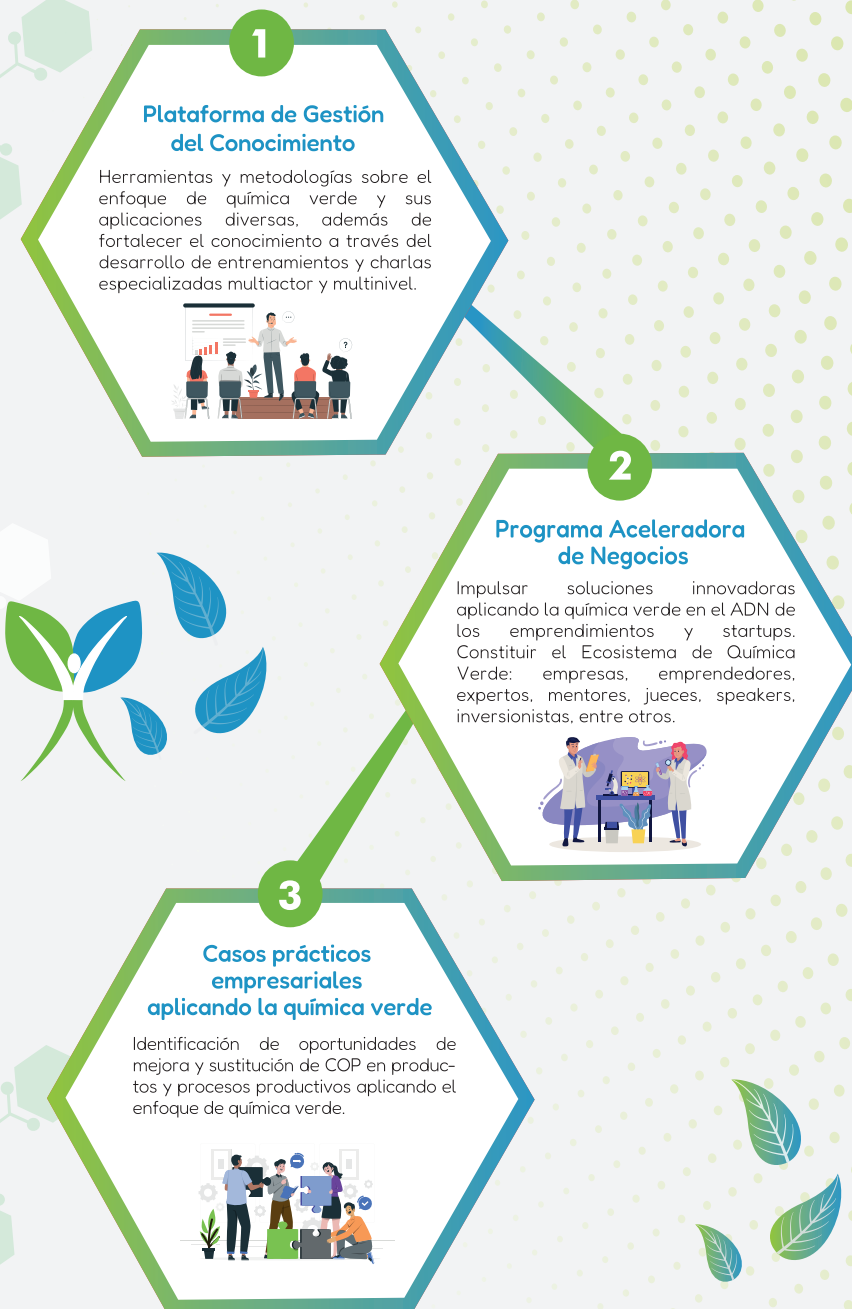 1
Plataforma de Gestión
del Conocimiento
Herramientas y metodologías sobre el
enfoque de química verde y sus
aplicaciones diversas, además de
fortalecer el conocimiento a través del
desarrollo de entrenamientos y charlas
especializadas multiactor y multinivel.
...
?
2
Programa Aceleradora
de Negocios
Impulsar soluciones innovadoras
aplicando la química verde en el ADN de
los emprendimientos y startups.
Constituir el Ecosistema de Química
Verde: empresas, emprendedores,
expertos, mentores, jueces, speakers,
inversionistas, entre otros.
3
Casos prácticos
empresariales
aplicando la química verde
Identificación de oportunidades de
mejora y sustitución de COP en produc-
tos y procesos productivos aplicando el
enfoque de química verde.